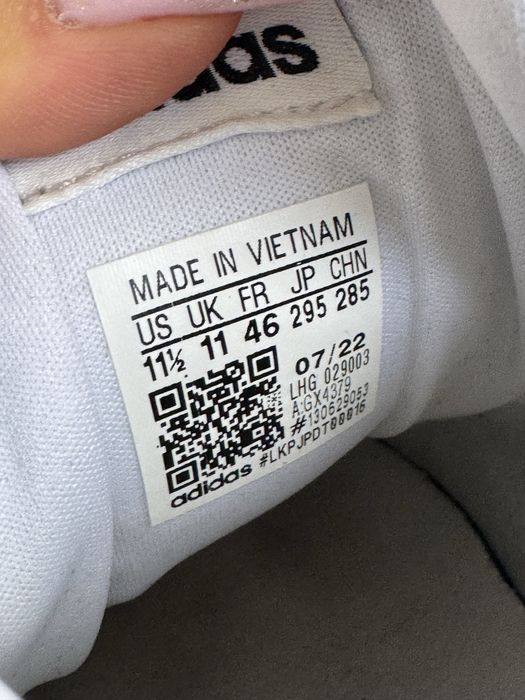 adidas
MADE IN VIETNAM
US UK FR JP CHN
11½ 11 46 295 285
07/22
LHG 029003
A:GX4379
#130629053
#LKPJPDT00016
adidas